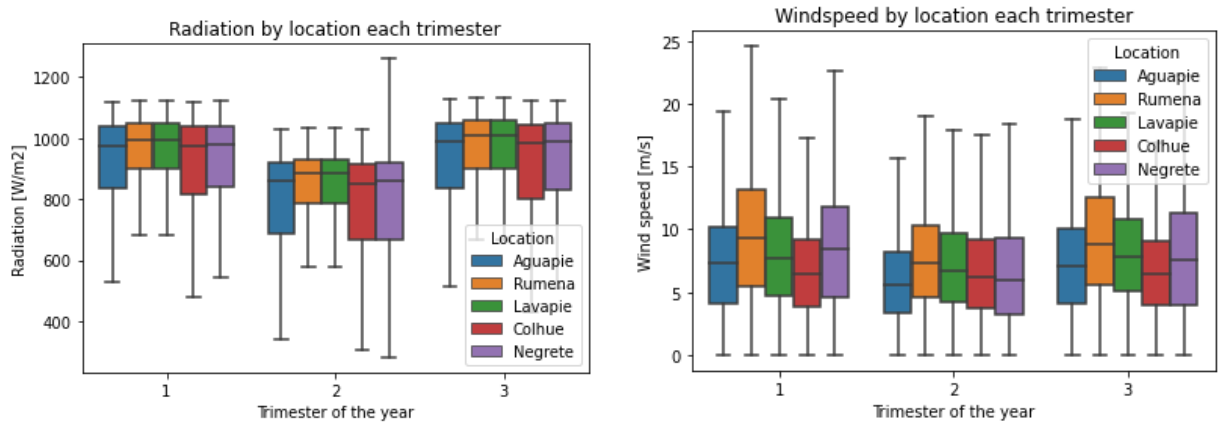 Radiation by location each trimester
Radiation [W/m2]
1200
1000
800
600
400
Location
Aguapie
Rumena
Lavapie
Colhue
Negrete
1 2 3
Trimester of the year
Windspeed by location each trimester
Wind speed [m/s]
25
20
15
10
5
0
Location
Aguapie
Rumena
Lavapie
Colhue
Negrete
1 2 3
Trimester of the year